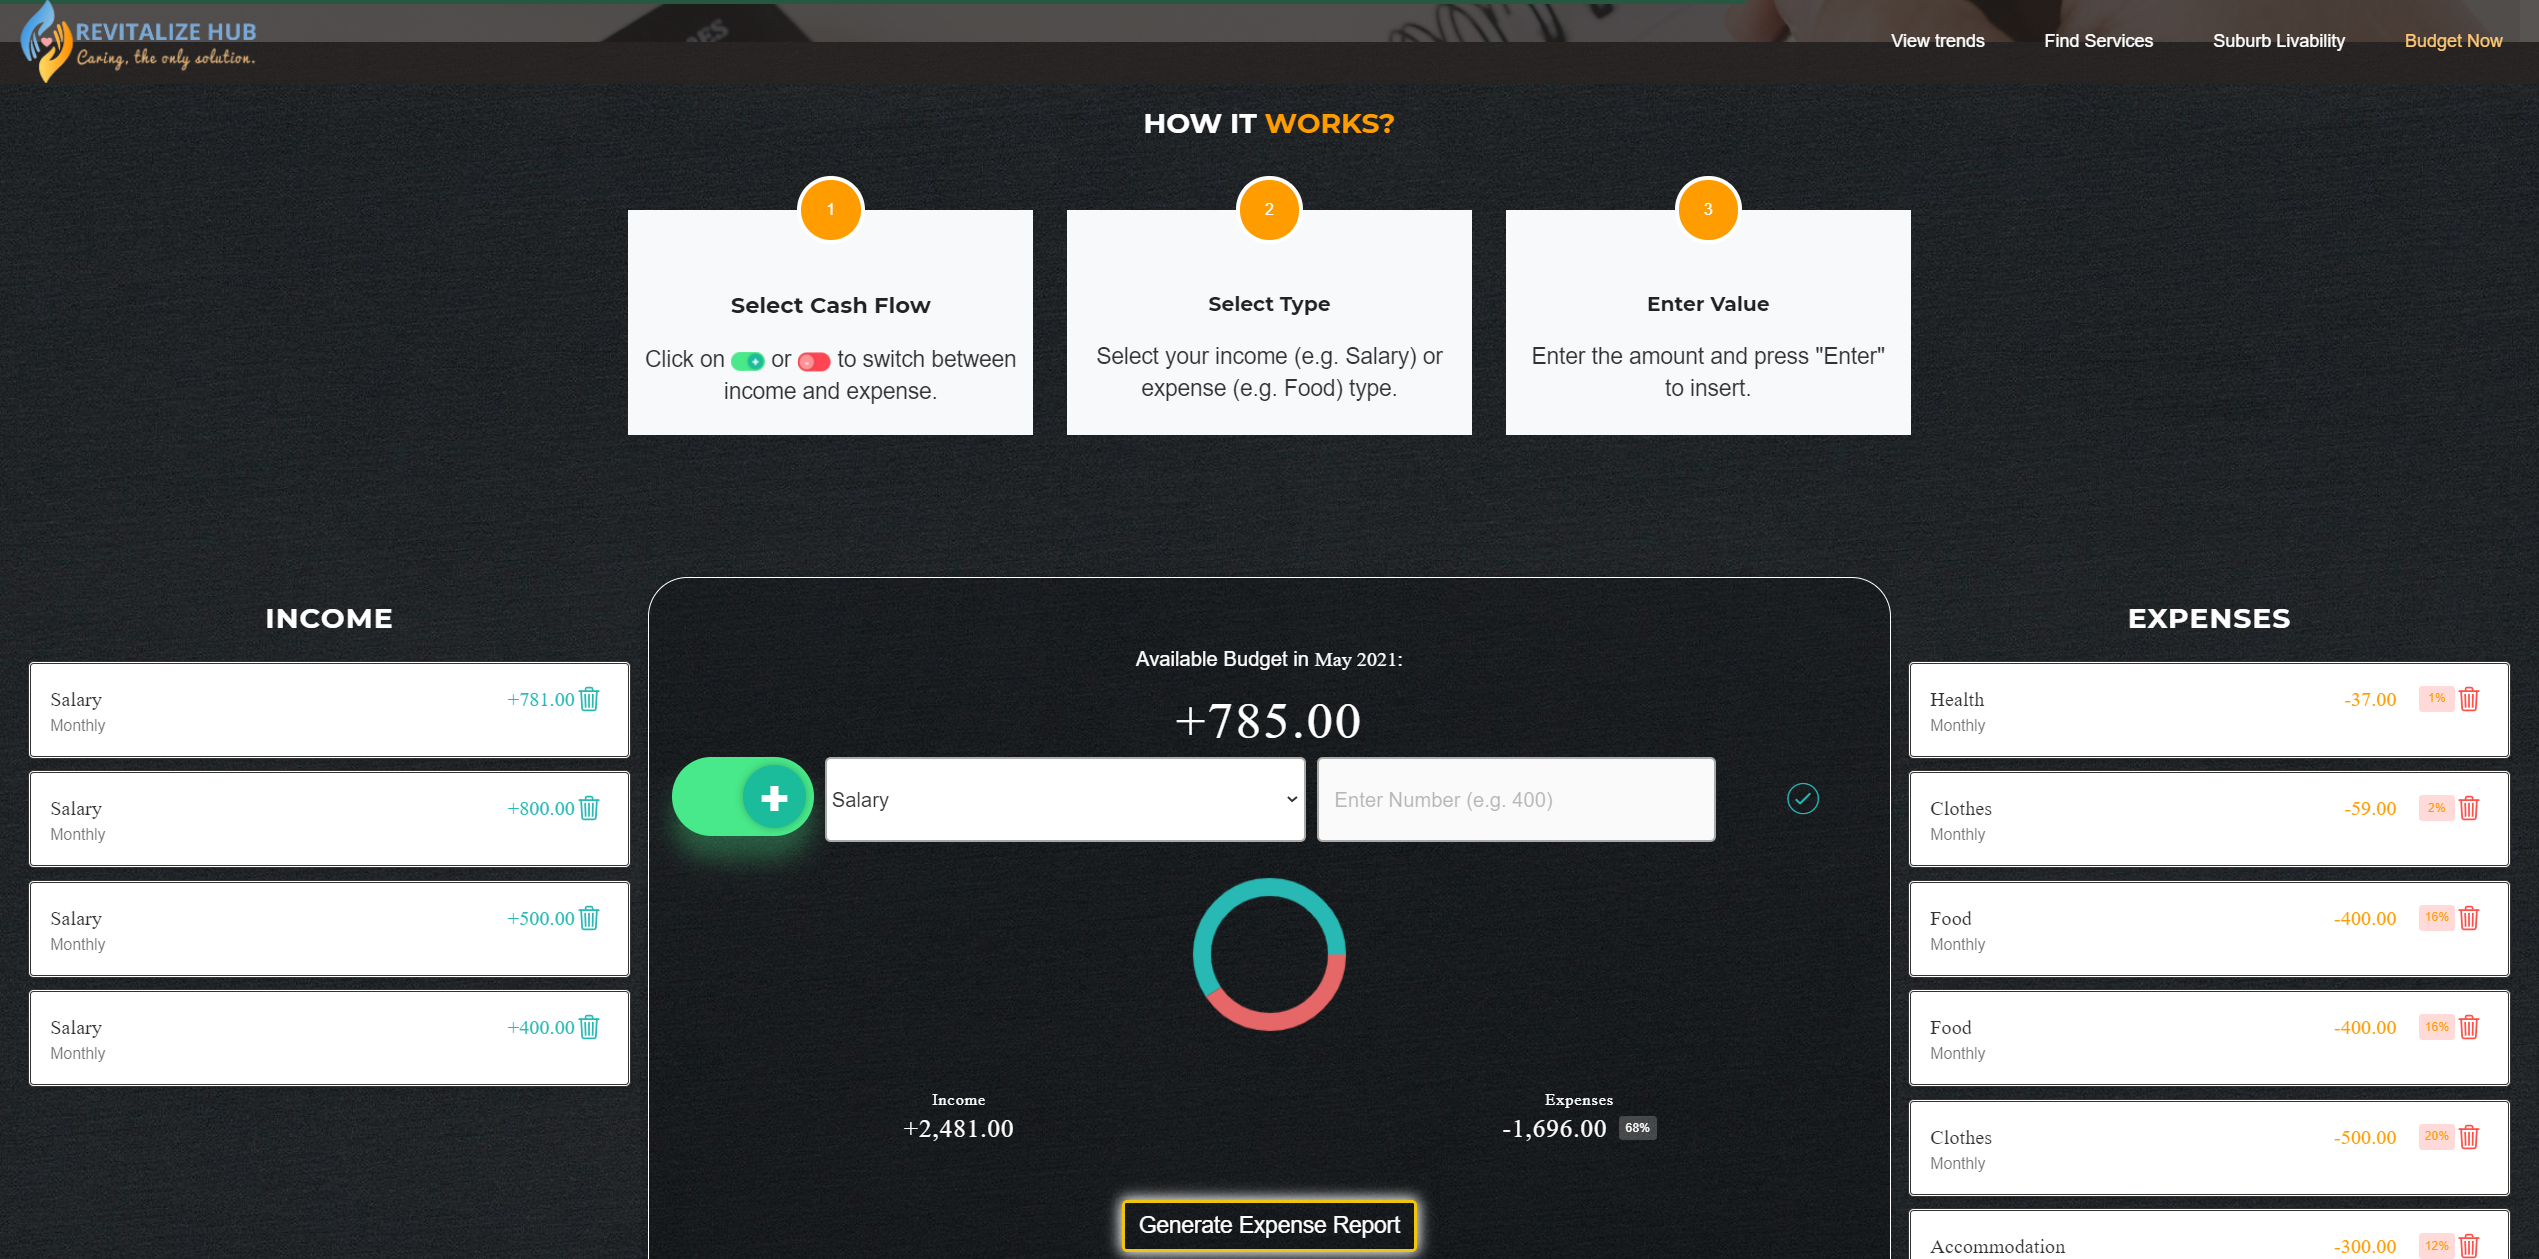 REVITALIZE HUB
Caring, the only solution.
View trends
Find Services
Suburb Livability
Budget Now
HOW IT WORKS?
1
Select Cash Flow
Click on + or - to switch between
income and expense.
2
Select Type
Select your income (e.g. Salary) or
expense (e.g. Food) type.
3
Enter Value
Enter the amount and press "Enter"
to insert.
INCOME
Salary +781.00
Monthly
Salary +800.00
Monthly
Salary +500.00
Monthly
Salary +400.00
Monthly
Available Budget in May 2021:
+785.00
+
Salary
Enter Number (e.g. 400)
Income
+2,481.00
Expenses
-1,696.00 68%
Generate Expense Report
EXPENSES
Health -37.00 1%
Monthly
Clothes -59.00 2%
Monthly
Food -400.00 16%
Monthly
Food -400.00 16%
Monthly
Clothes -500.00 20%
Monthly
Accommodation -300.00 12%